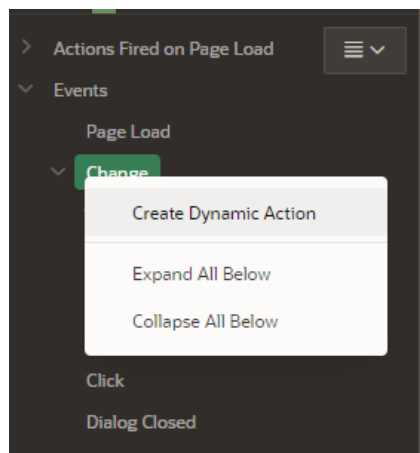 Actions Fired on Page Load
Events
Page Load
Change
Create Dynamic Action
Expand All Below
Collapse All Below
Click
Dialog Closed